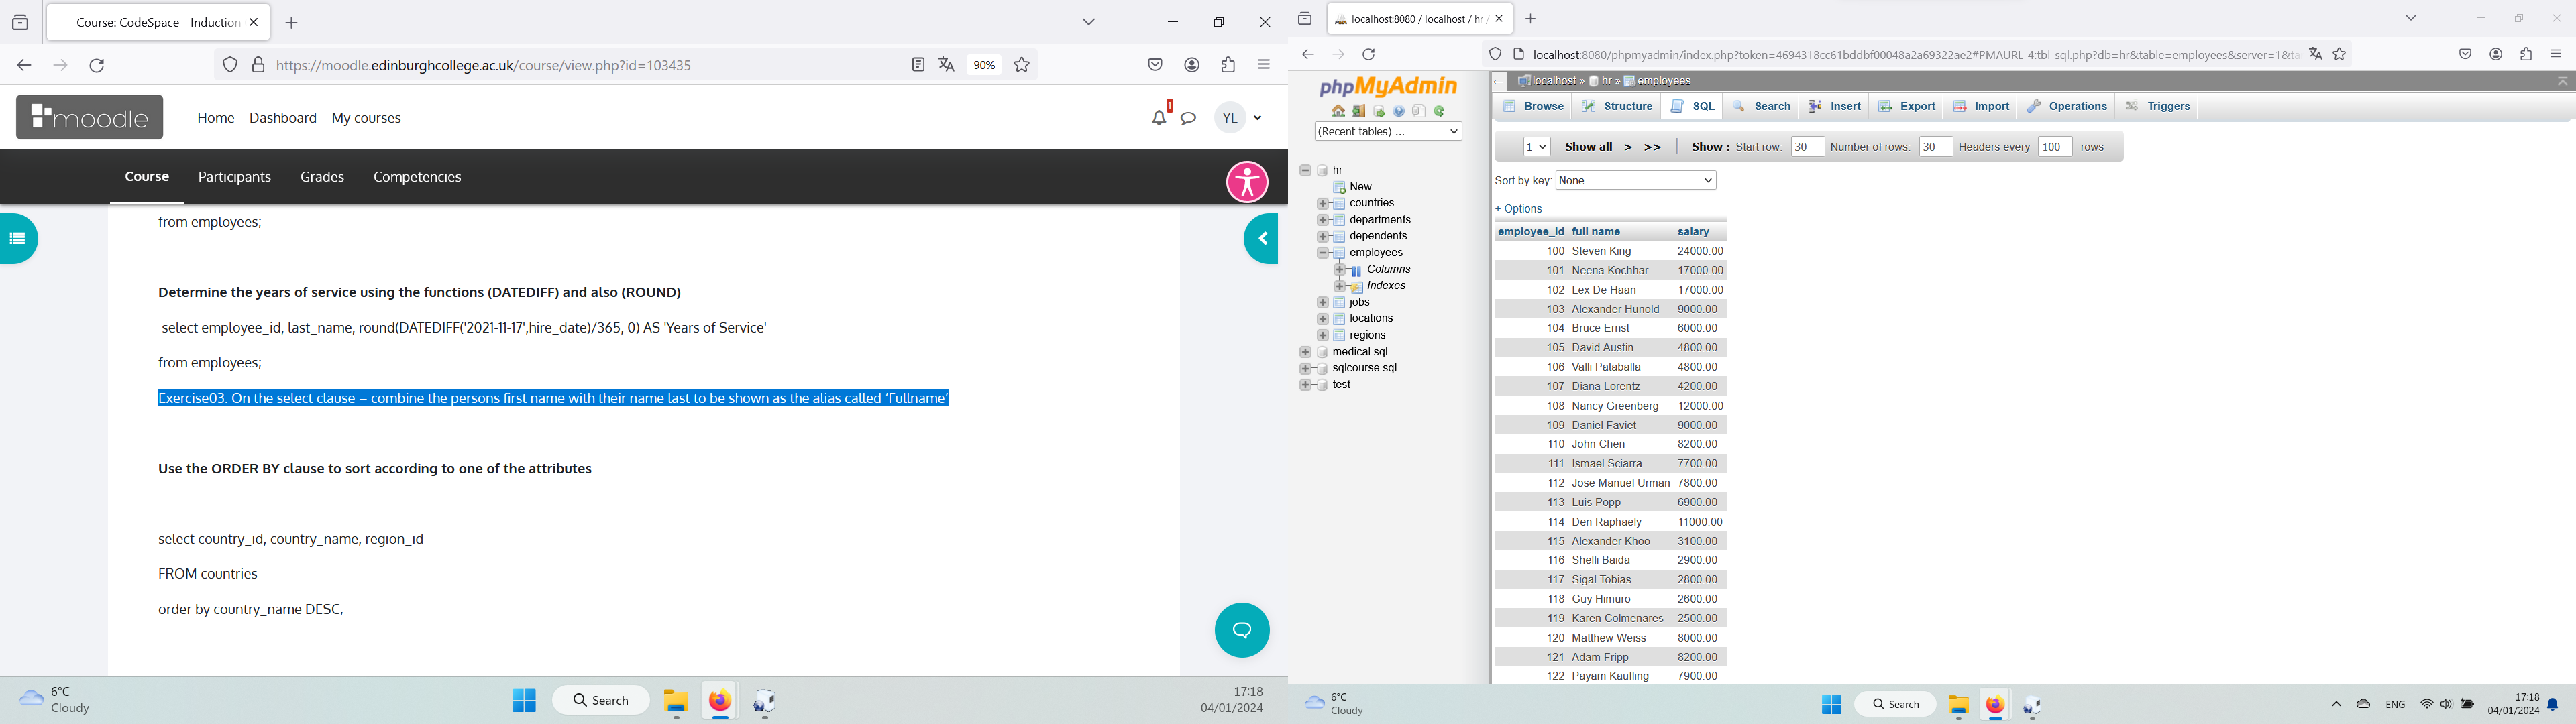 Course: CodeSpace - Induction
https://moodle.edinburghcollege.ac.uk/course/view.php?id=103435
90%
moodle
Home Dashboard My courses
1
YL
Course Participants Grades Competencies
from employees;
Determine the years of service using the functions (DATEDIFF) and also (ROUND)
select employee_id, last_name, round(DATEDIFF('2021-11-17',hire_date)/365, 0) AS 'Years of Service'
from employees;
Exercise03: On the select clause – combine the persons first name with their name last to be shown as the alias called ‘Fullname’
Use the ORDER BY clause to sort according to one of the attributes
select country_id, country_name, region_id
FROM countries
order by country_name DESC;
6°C
Cloudy
Search
17:18
04/01/2024
localhost:8080 / localhost / hr /
localhost:8080/phpmyadmin/index.php?token=4694318cc61bddbf00048a2a69322ae2#PMAURL-4:tbl_sql.php?db=hr&table=employees&server=1&ta
phpMyAdmin
(Recent tables) ...
hr
New
countries
departments
dependents
employees
Columns
Indexes
jobs
locations
regions
medical.sql
sqlcourse.sql
test
localhost » hr » employees
Browse Structure SQL Search Insert Export Import Operations Triggers
1 Show all > >> Show : Start row: 30 Number of rows: 30 Headers every 100 rows
Sort by key: None
+ Options
employee_id full name salary
100 Steven King 24000.00
101 Neena Kochhar 17000.00
102 Lex De Haan 17000.00
103 Alexander Hunold 9000.00
104 Bruce Ernst 6000.00
105 David Austin 4800.00
106 Valli Pataballa 4800.00
107 Diana Lorentz 4200.00
108 Nancy Greenberg 12000.00
109 Daniel Faviet 9000.00
110 John Chen 8200.00
111 Ismael Sciarra 7700.00
112 Jose Manuel Urman 7800.00
113 Luis Popp 6900.00
114 Den Raphaely 11000.00
115 Alexander Khoo 3100.00
116 Shelli Baida 2900.00
117 Sigal Tobias 2800.00
118 Guy Himuro 2600.00
119 Karen Colmenares 2500.00
120 Matthew Weiss 8000.00
121 Adam Fripp 8200.00
122 Payam Kaufling 7900.00
6°C
Cloudy
Search
ENG
17:18
04/01/2024